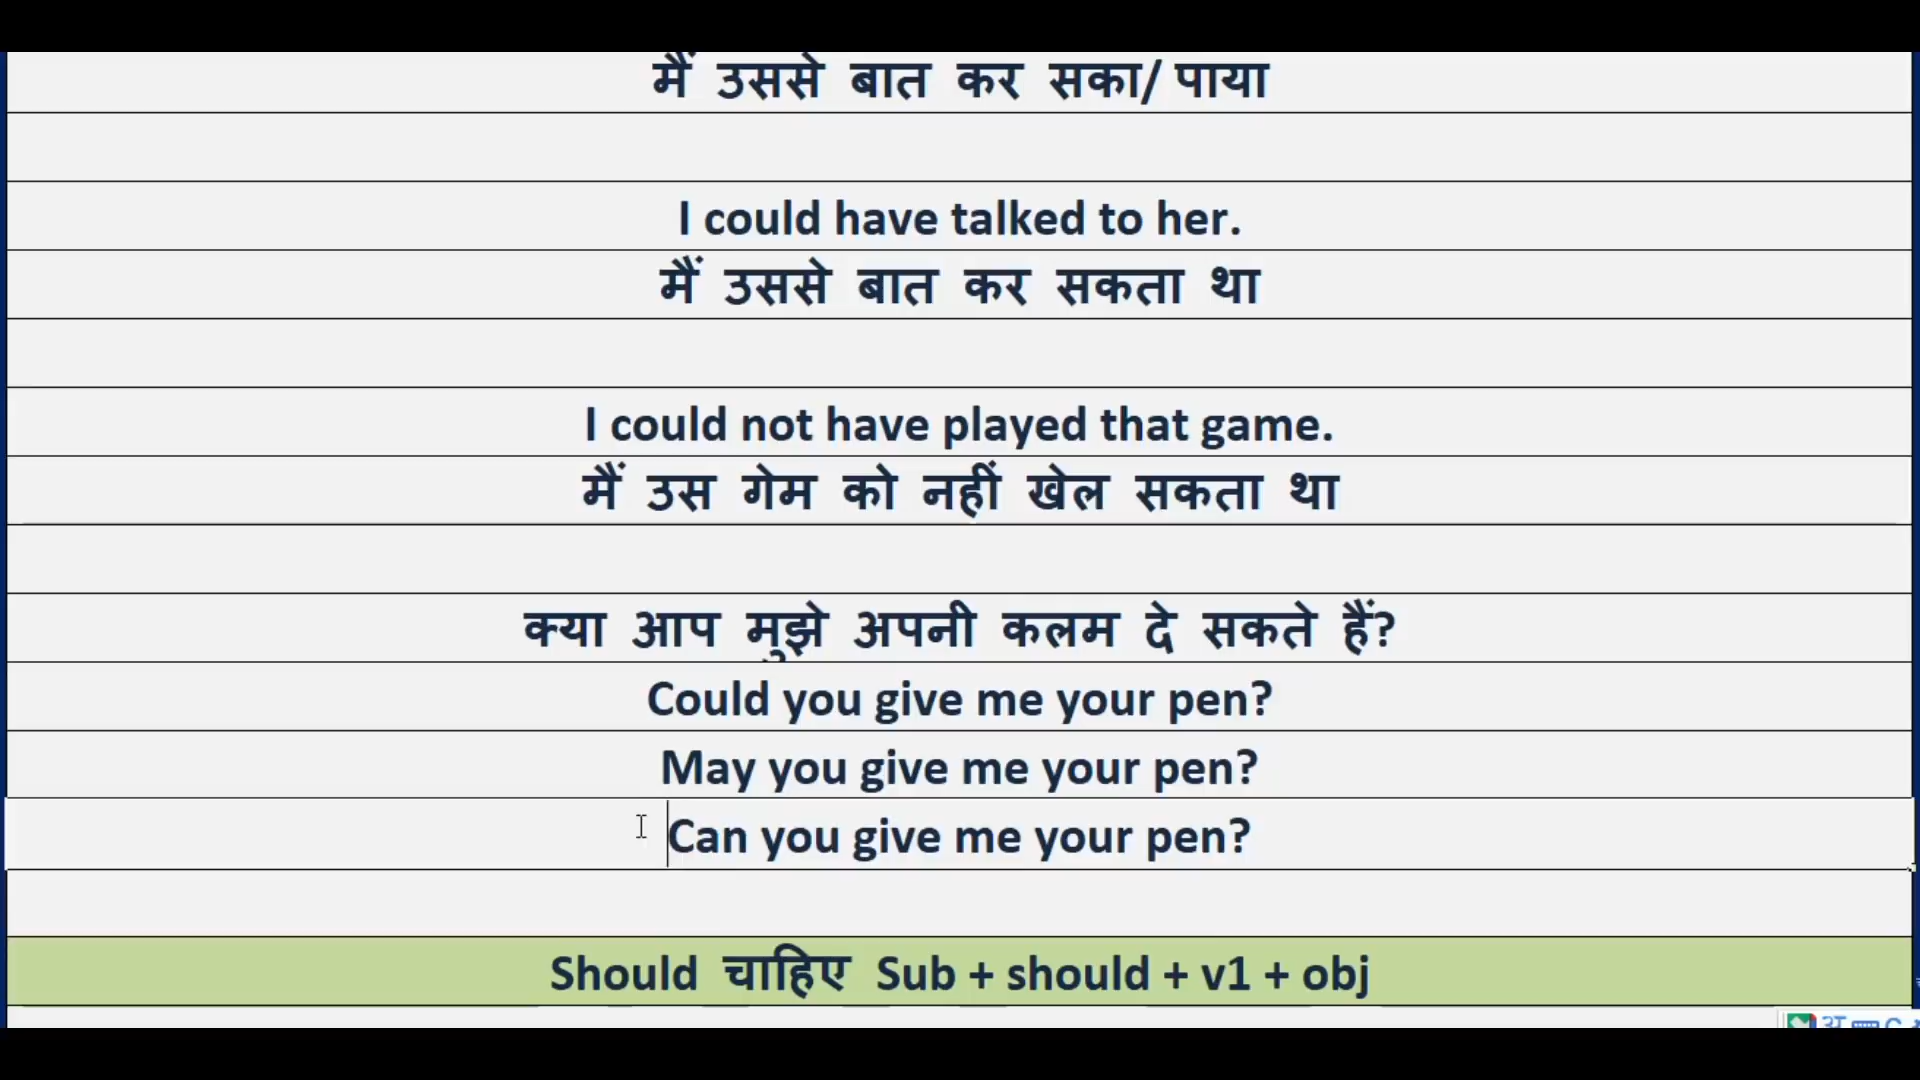 मैं उससे बात कर सका/ पाया
I could have talked to her.
मैं उससे बात कर सकता था
I could not have played that game.
मैं उस गेम को नहीं खेल सकता था
क्या आप मुझे अपनी कलम दे सकते हैं?
Could you give me your pen?
May you give me your pen?
Can you give me your pen?
Should चाहिए Sub + should + v1 + obj